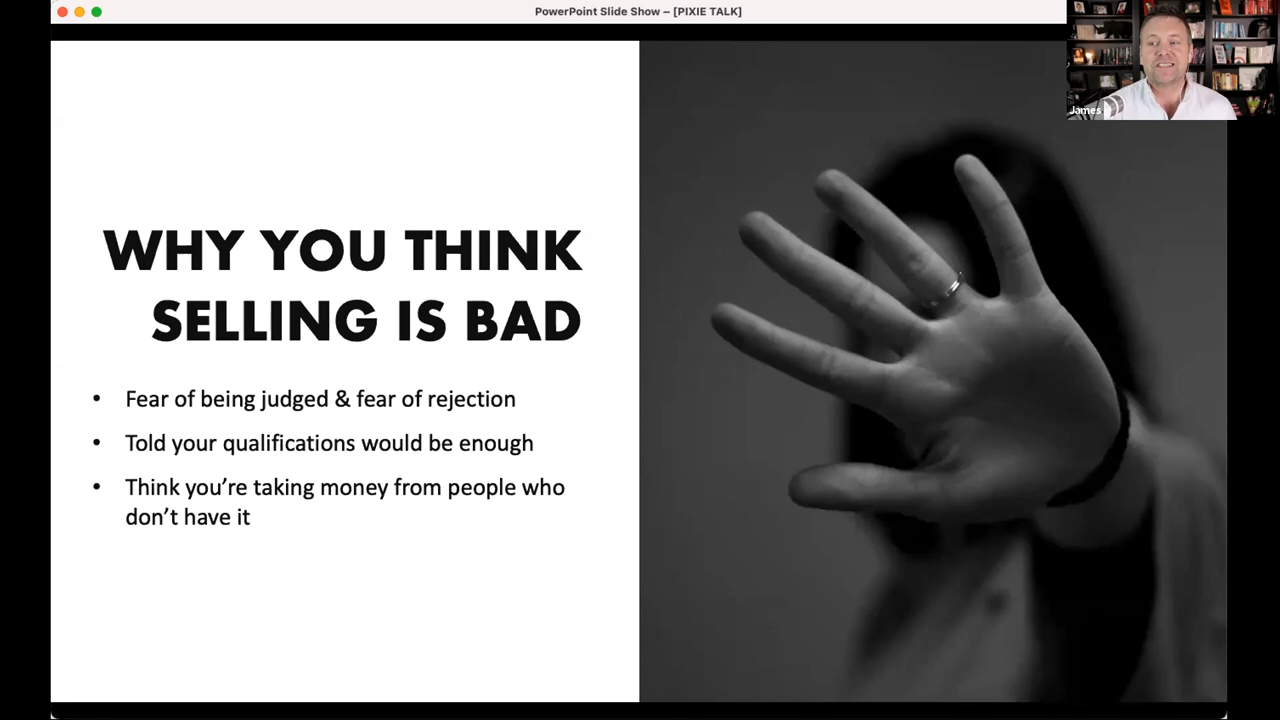 PowerPoint Slide Show – [PIXIE TALK]
James
WHY YOU THINK
SELLING IS BAD
• Fear of being judged & fear of rejection
• Told your qualifications would be enough
• Think you’re taking money from people who
don’t have it